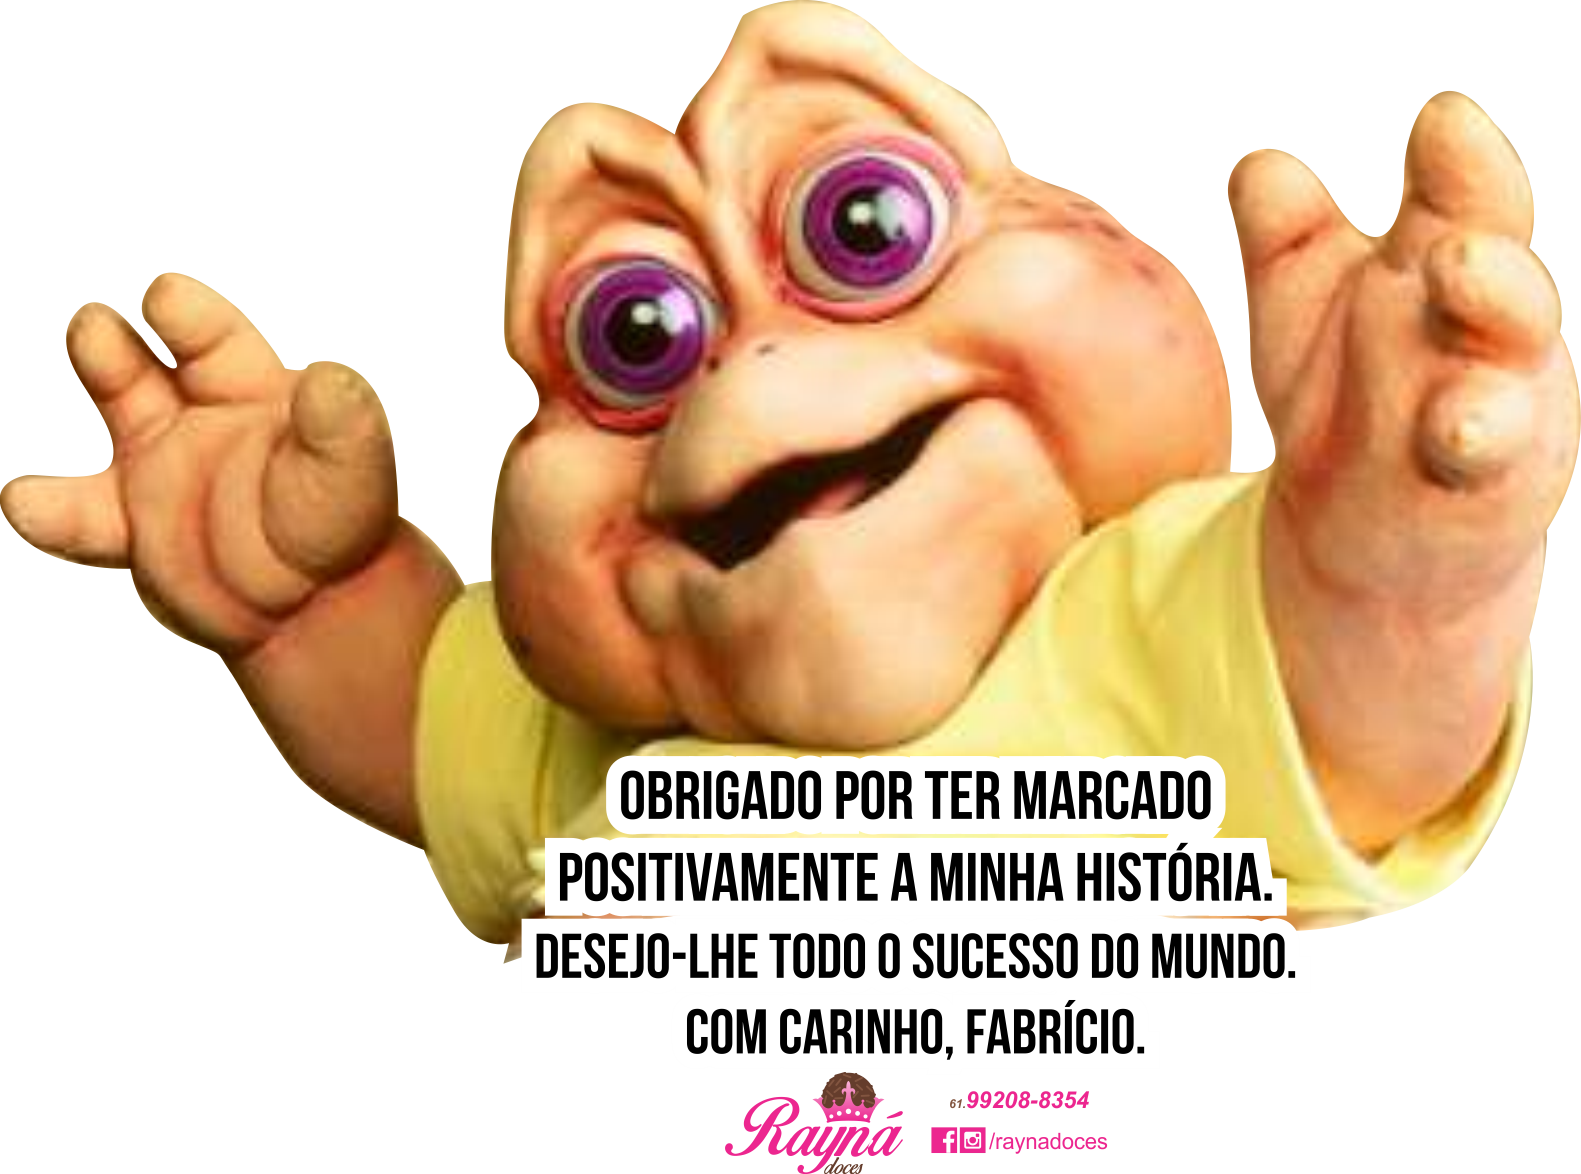 OBRIGADO POR TER MARCADO
POSITIVAMENTE A MINHA HISTÓRIA.
DESEJO-LHE TODO O SUCESSO DO MUNDO.
COM CARINHO, FABRÍCIO.
Rayná
doces
61.99208-8354
/raynadoces